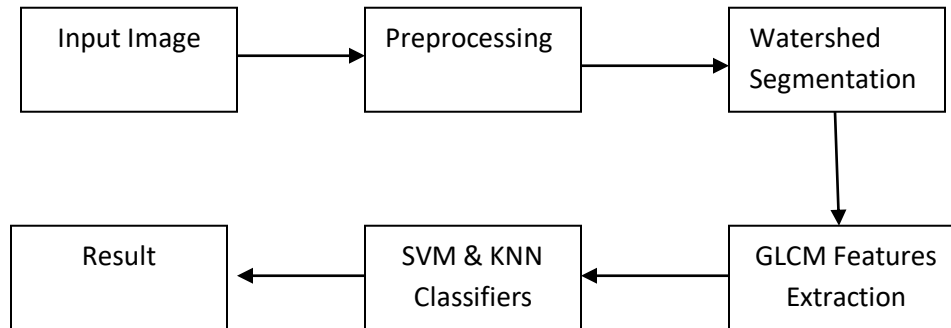 Input Image
Preprocessing
Watershed
Segmentation
GLCM Features
Extraction
SVM & KNN
Classifiers
Result